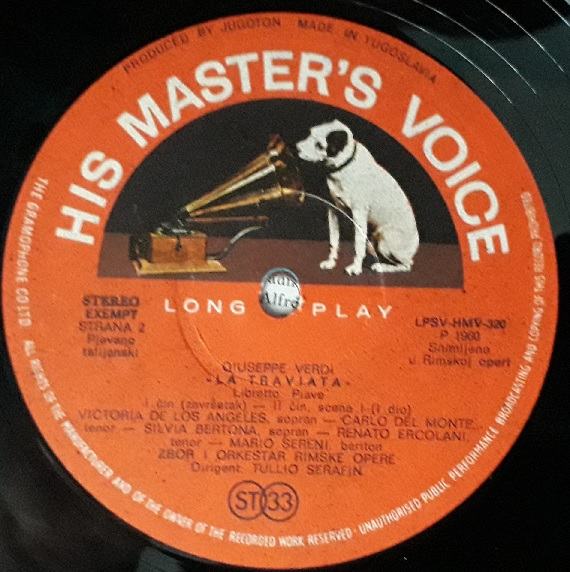 PRODUCED BY JUGOTON MADE IN YUGOSLAVIA
HIS MASTER'S VOICE
LONG PLAY
STEREO
EXEMPT
STRANA 2
Pjevano
talijanski
LPSV-HMV-320
P 1960
Snimljeno
u Rimskoj operi
GIUSEPPE VERDI
-LA TRAVIATA-
Libretto Piave
I čin (završetak) — II čin, scena I-(I dio)
VICTORIA DE LOS ANGELES, sopran — CARLO DEL MONTE,
tenor — SILVIA BERTONA, sopran — RENATO ERCOLANI,
tenor — MARIO SERENI, bariton
ZBOR I ORKESTAR RIMSKE OPERE
Dirigent: TULLIO SERAFIN
ST 33
THE GRAMOPHONE CO LTD ALL RIGHTS OF THE MANUFACTURER AND OF THE OWNER OF THE RECORDED WORK RESERVED · UNAUTHORISED PUBLIC PERFORMANCE BROADCASTING AND COPYING OF THIS RECORD PROHIBITED